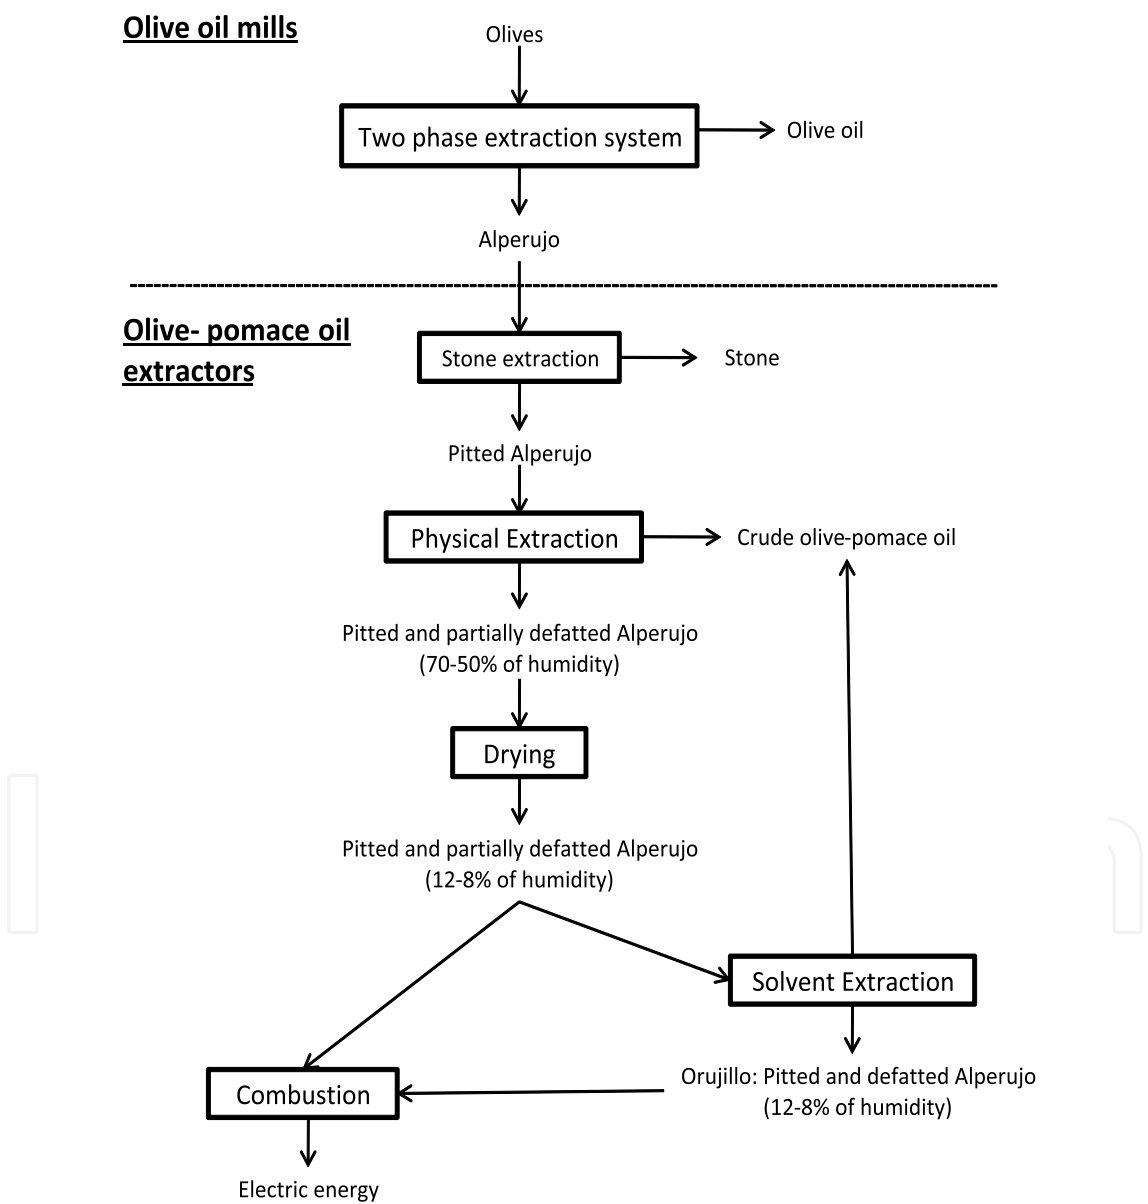 Olive oil mills
Olives
Two phase extraction system
Olive oil
Alperujo
Olive- pomace oil
extractors
Stone extraction
Stone
Pitted Alperujo
Physical Extraction
Crude olive-pomace oil
Pitted and partially defatted Alperujo
(70-50% of humidity)
Drying
Pitted and partially defatted Alperujo
(12-8% of humidity)
Solvent Extraction
Orujillo: Pitted and defatted Alperujo
(12-8% of humidity)
Combustion
Electric energy